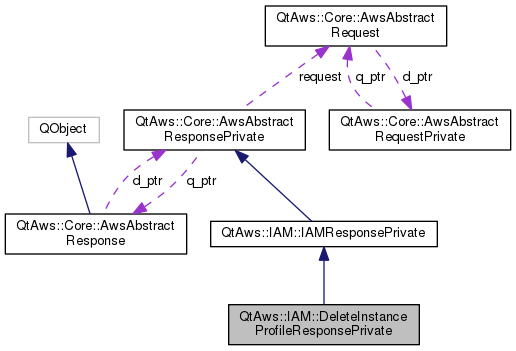 QtAws::Core::AwsAbstract
Request
request
q_ptr
d_ptr
QObject
QtAws::Core::AwsAbstract
ResponsePrivate
QtAws::Core::AwsAbstract
RequestPrivate
d_ptr
q_ptr
QtAws::Core::AwsAbstract
Response
QtAws::IAM::IAMResponsePrivate
QtAws::IAM::DeleteInstance
ProfileResponsePrivate